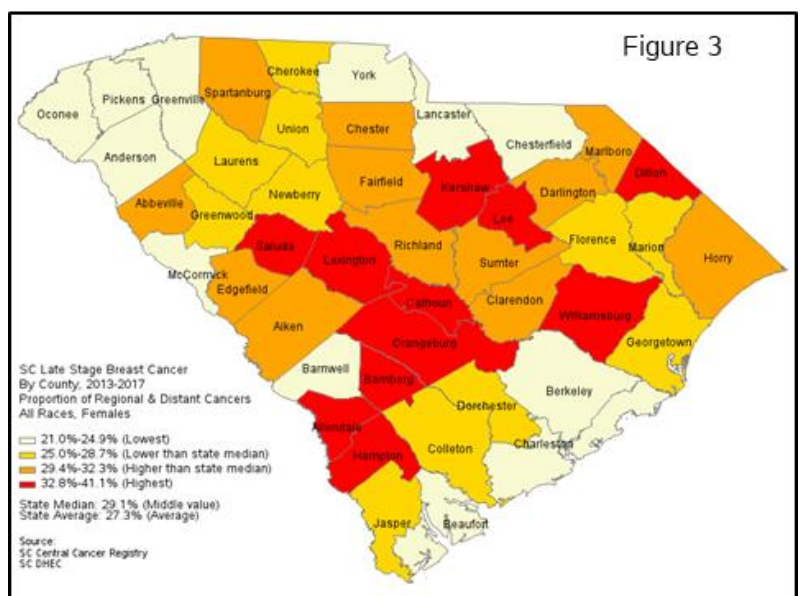 Figure 3
Cherokee
York
Spartanburg
Pickens
Greenville
Oconee
Lancaster
Union
Chester
Chesterfield
Marlboro
Anderson
Laurens
Dillon
Fairfield
Kershaw
Darlington
Newberry
Abbeville
Greenwood
Lee
Florence
Marion
Richland
Saluda
Lexington
Sumter
Horry
McCormick
Edgefield
Calhoun
Clarendon
Williamsburg
Aiken
Orangeburg
Georgetown
Barnwell
Bamberg
Berkeley
Dorchester
Allendale
Charleston
Colleton
Hampton
Jasper
Beaufort
SC Late Stage Breast Cancer
By County, 2013-2017
Proportion of Regional & Distant Cancers
All Races, Females
21.0%-24.9% (Lowest)
25.0%-28.7% (Lower than state median)
29.4%-32.3% (Higher than state median)
32.8%-41.1% (Highest)
State Median: 29.1% (Middle value)
State Average: 27.3% (Average)
Source:
SC Central Cancer Registry
SC DHEC